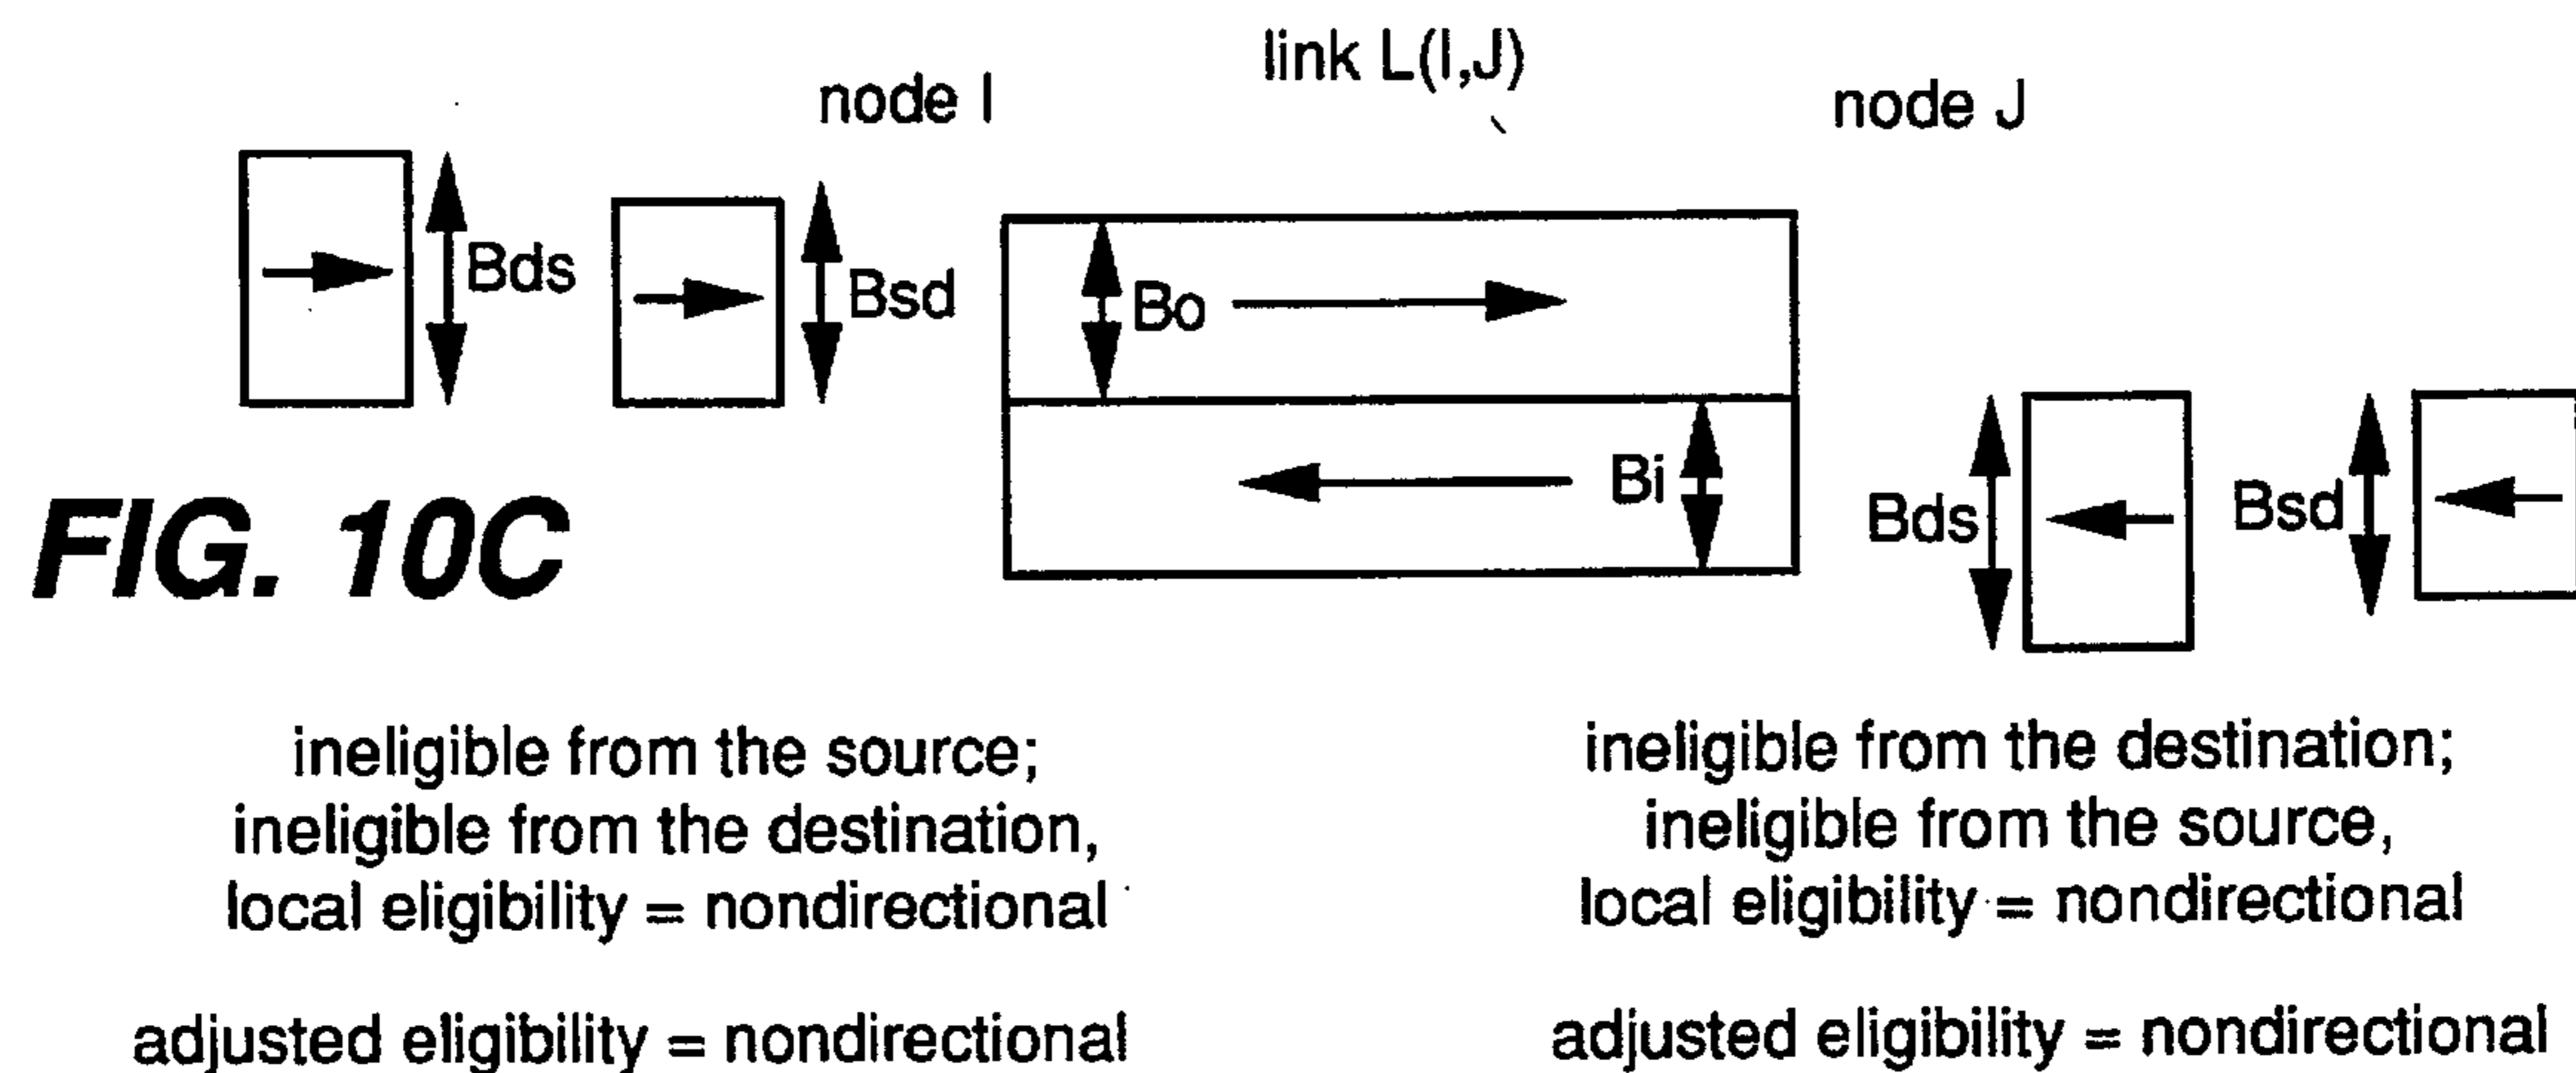 link L(I,J)
node I
node J
Bds
Bsd
Bo
Bi
Bds
Bsd
FIG. 10C
ineligible from the source;
ineligible from the destination,
local eligibility = nondirectional
adjusted eligibility = nondirectional
ineligible from the destination;
ineligible from the source,
local eligibility = nondirectional
adjusted eligibility = nondirectional